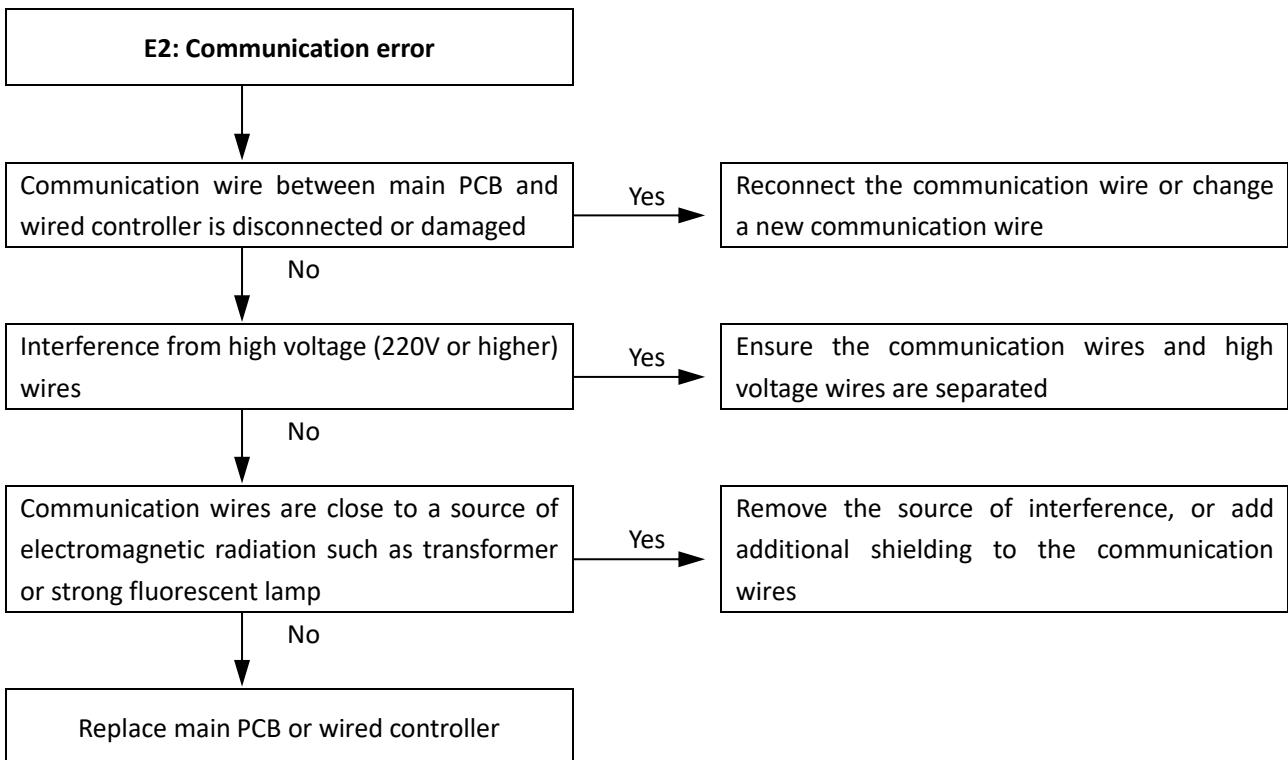 E2: Communication error
Communication wire between main PCB and
wired controller is disconnected or damaged
Yes
Reconnect the communication wire or change
a new communication wire
No
Interference from high voltage (220V or higher)
wires
Yes
Ensure the communication wires and high
voltage wires are separated
No
Communication wires are close to a source of
electromagnetic radiation such as transformer
or strong fluorescent lamp
Yes
Remove the source of interference, or add
additional shielding to the communication
wires
No
Replace main PCB or wired controller